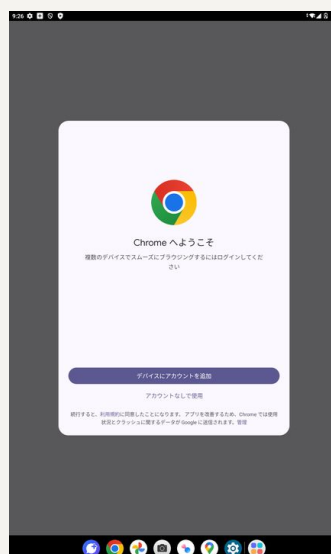 9:26
Chrome へようこそ
複数のデバイスでスムーズにブラウジングするにはログインしてくだ
さい
デバイスにアカウントを追加
アカウントなしで使用
続行すると、利用規約に同意したことになります。アプリを改善するため、Chrome では使用
状況とクラッシュに関するデータが Google に送信されます。管理